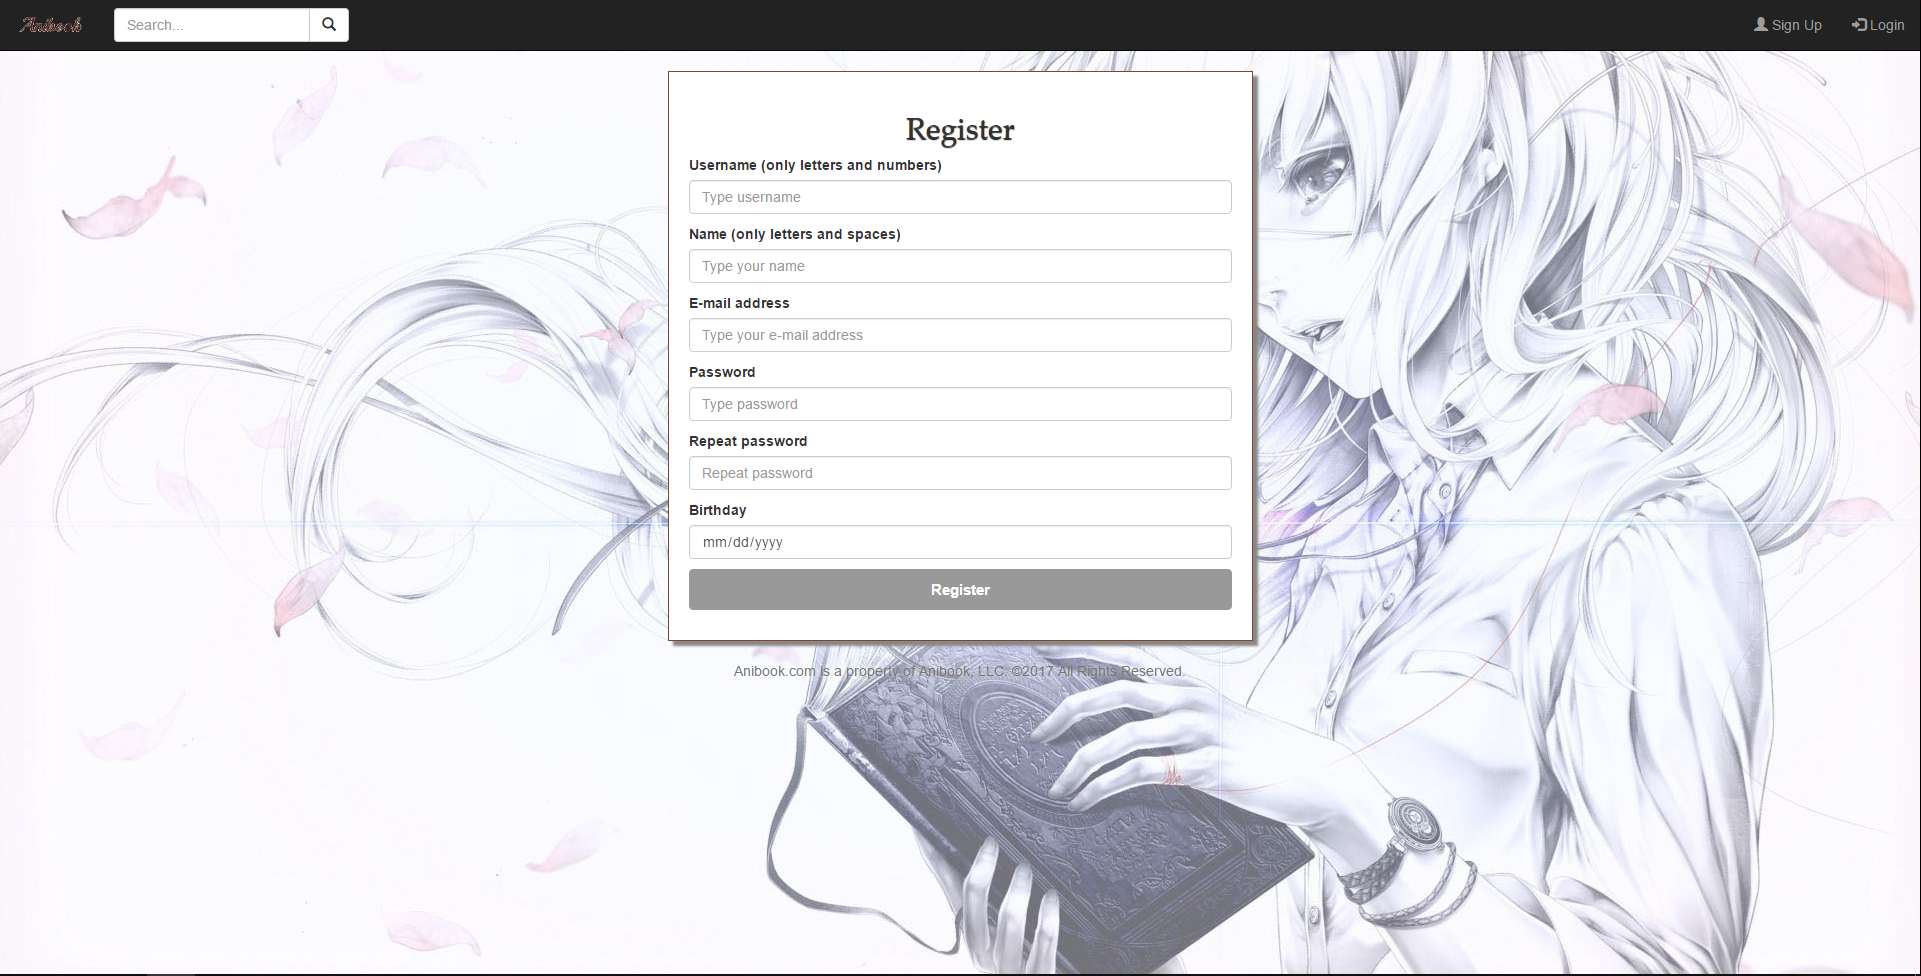 Anibook
Search...
Sign Up
Login
Register
Username (only letters and numbers)
Type username
Name (only letters and spaces)
Type your name
E-mail address
Type your e-mail address
Password
Type password
Repeat password
Repeat password
Birthday
mm/dd/yyyy
Register
Anibook.com is a property of Anibook, LLC. ©2017 All Rights Reserved.